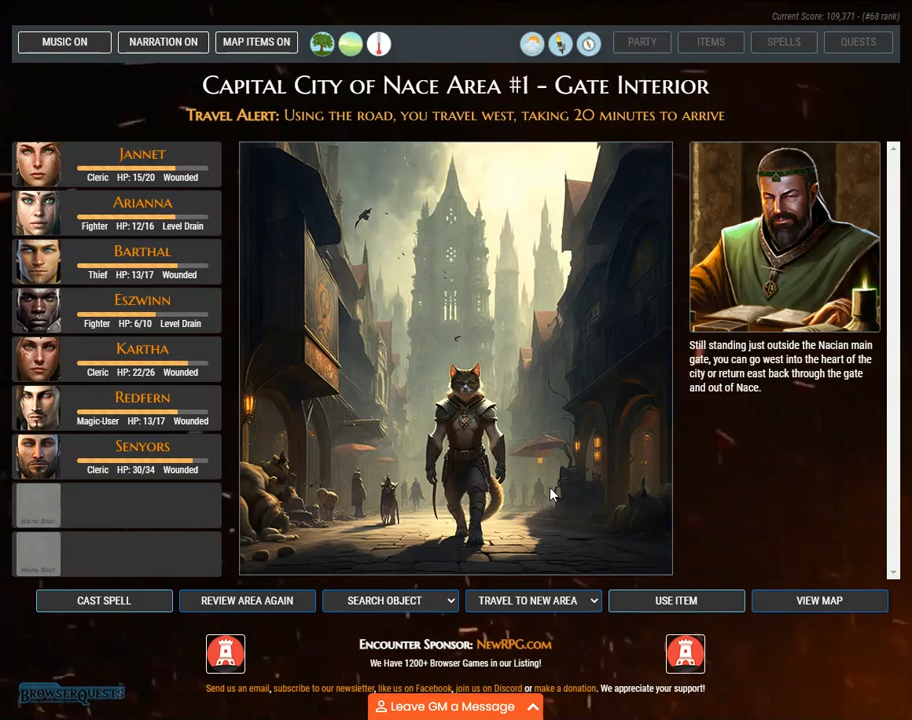 Current Score: 109,371 - (#68 rank)
MUSIC ON
NARRATION ON
MAP ITEMS ON
PARTY
ITEMS
SPELLS
QUESTS
Capital City of Nace Area #1 - Gate Interior
Travel Alert: Using the road, you travel west, taking 20 minutes to arrive
Jannet
Cleric HP: 15/20 Wounded
Arianna
Fighter HP: 12/16 Level Drain
Barthal
Thief HP: 13/17 Wounded
Eszwinn
Fighter HP: 6/10 Level Drain
Kartha
Cleric HP: 22/26 Wounded
Redfern
Magic-User HP: 13/17 Wounded
Senyors
Cleric HP: 30/34 Wounded
Hero Shot
Hero Shot
Still standing just outside the Nacian main
gate, you can go west into the heart of the
city or return east back through the gate
and out of Nace.
CAST SPELL
REVIEW AREA AGAIN
SEARCH OBJECT
TRAVEL TO NEW AREA
USE ITEM
VIEW MAP
Encounter Sponsor: NewRPG.com
We Have 1200+ Browser Games in our Listing!
Send us an email, subscribe to our newsletter, like us on Facebook, join us on Discord or make a donation. We appreciate your support!
BrowserQuests
Leave GM a Message